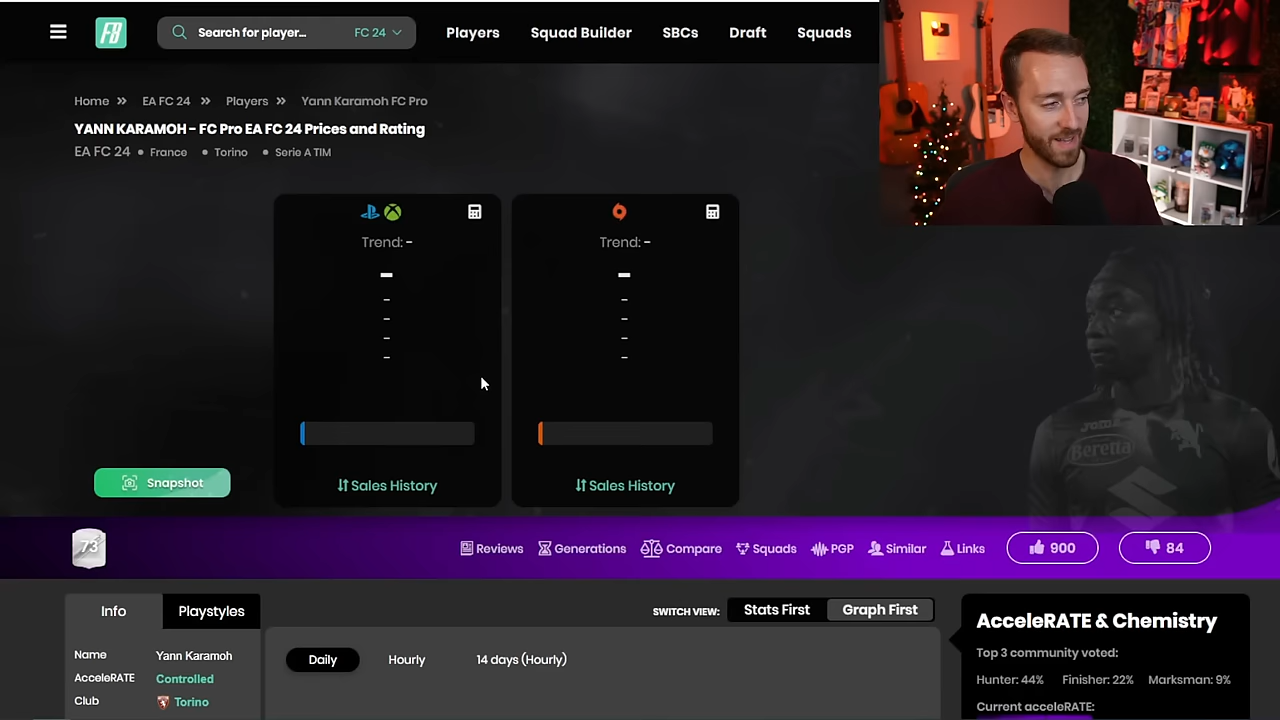 FB Search for player... FC 24 Players Squad Builder SBCs Draft Squads
Home » EA FC 24 » Players » Yann Karamoh FC Pro
YANN KARAMOH - FC Pro EA FC 24 Prices and Rating
EA FC 24 • France • Torino • Serie A TIM
Trend: - Trend: -
- -
- -
- -
- -
- -
Joma
Beretta
Snapshot
Sales History Sales History
73 Reviews Generations Compare Squads PGP Similar Links 900 84
Info Playstyles
SWITCH VIEW: Stats First Graph First
AcceleRATE & Chemistry
Top 3 community voted:
Name Yann Karamoh
Daily Hourly 14 days (Hourly)
AcceleRATE Controlled
Hunter: 44% Finisher: 22% Marksman: 9%
Club Torino
Current acceleRATE: